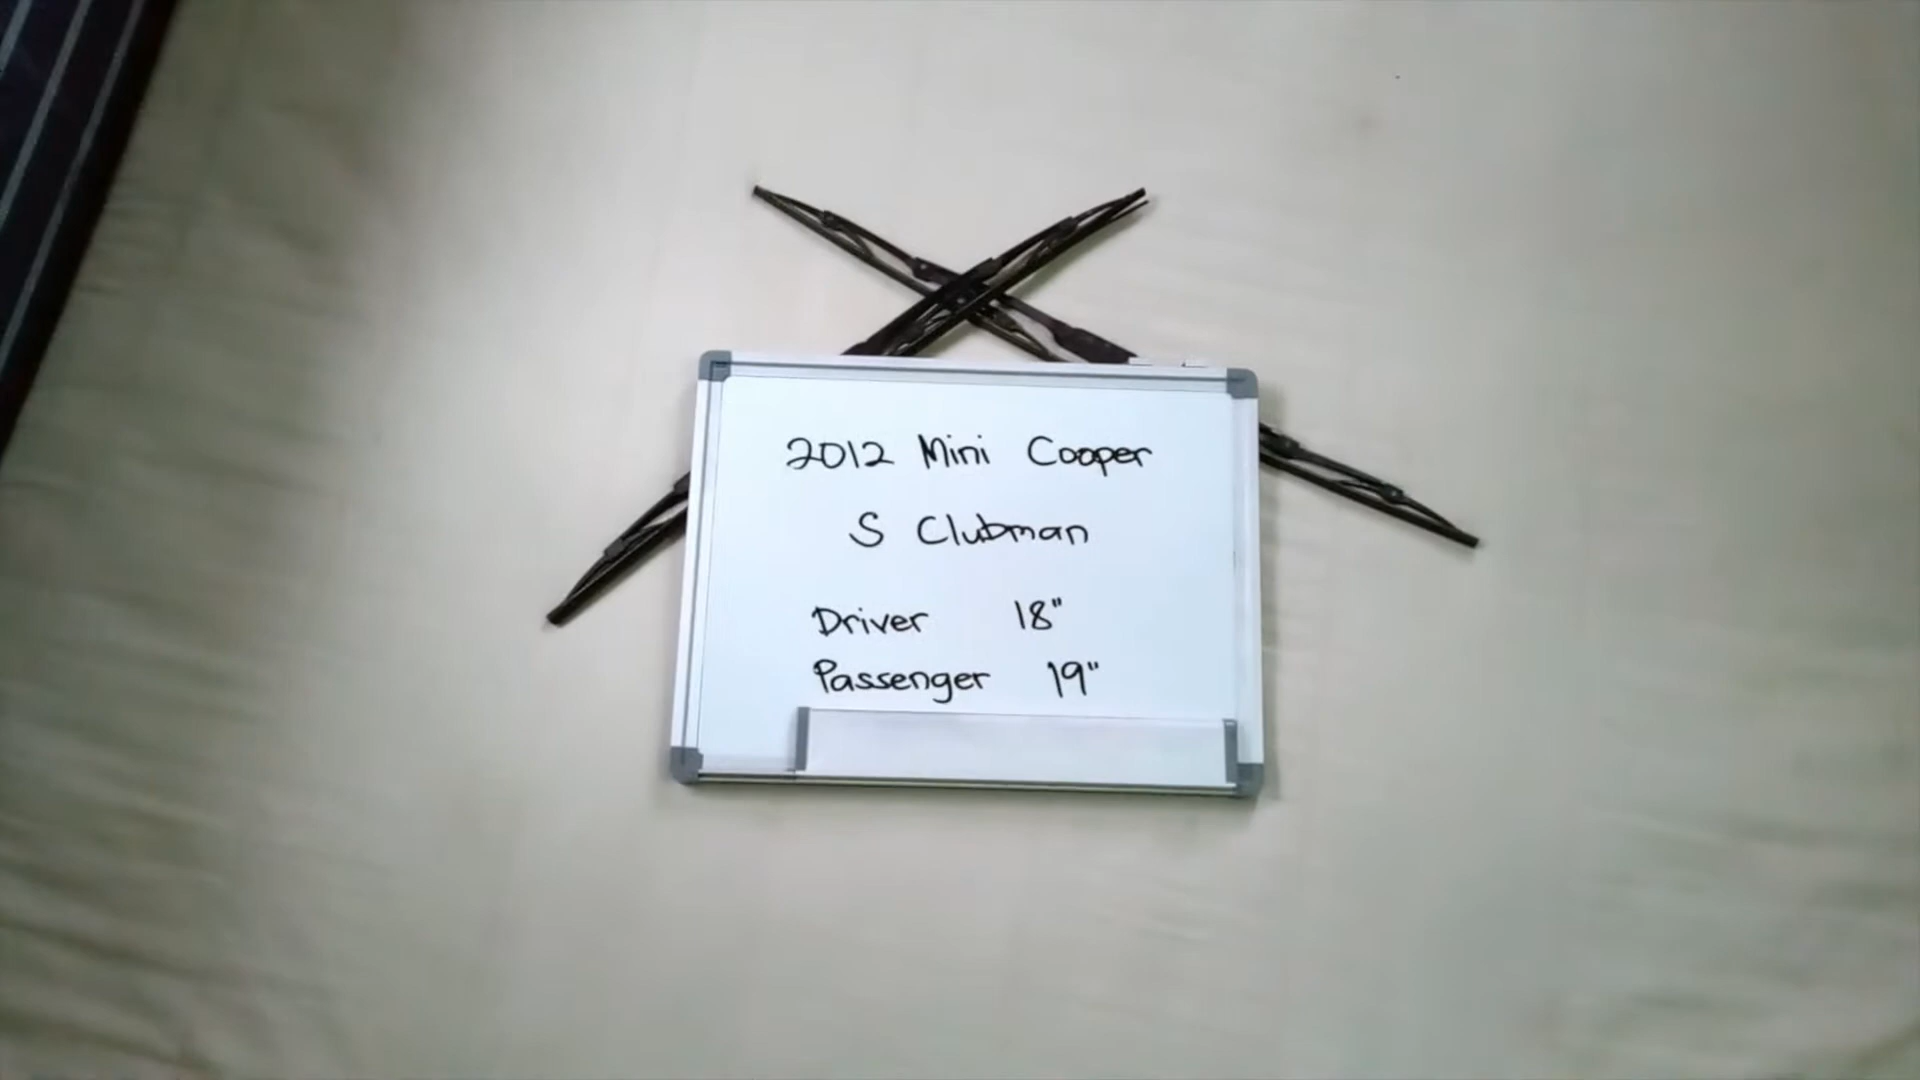 2012 Mini Cooper
S Clubman
Driver 18"
Passenger 19"